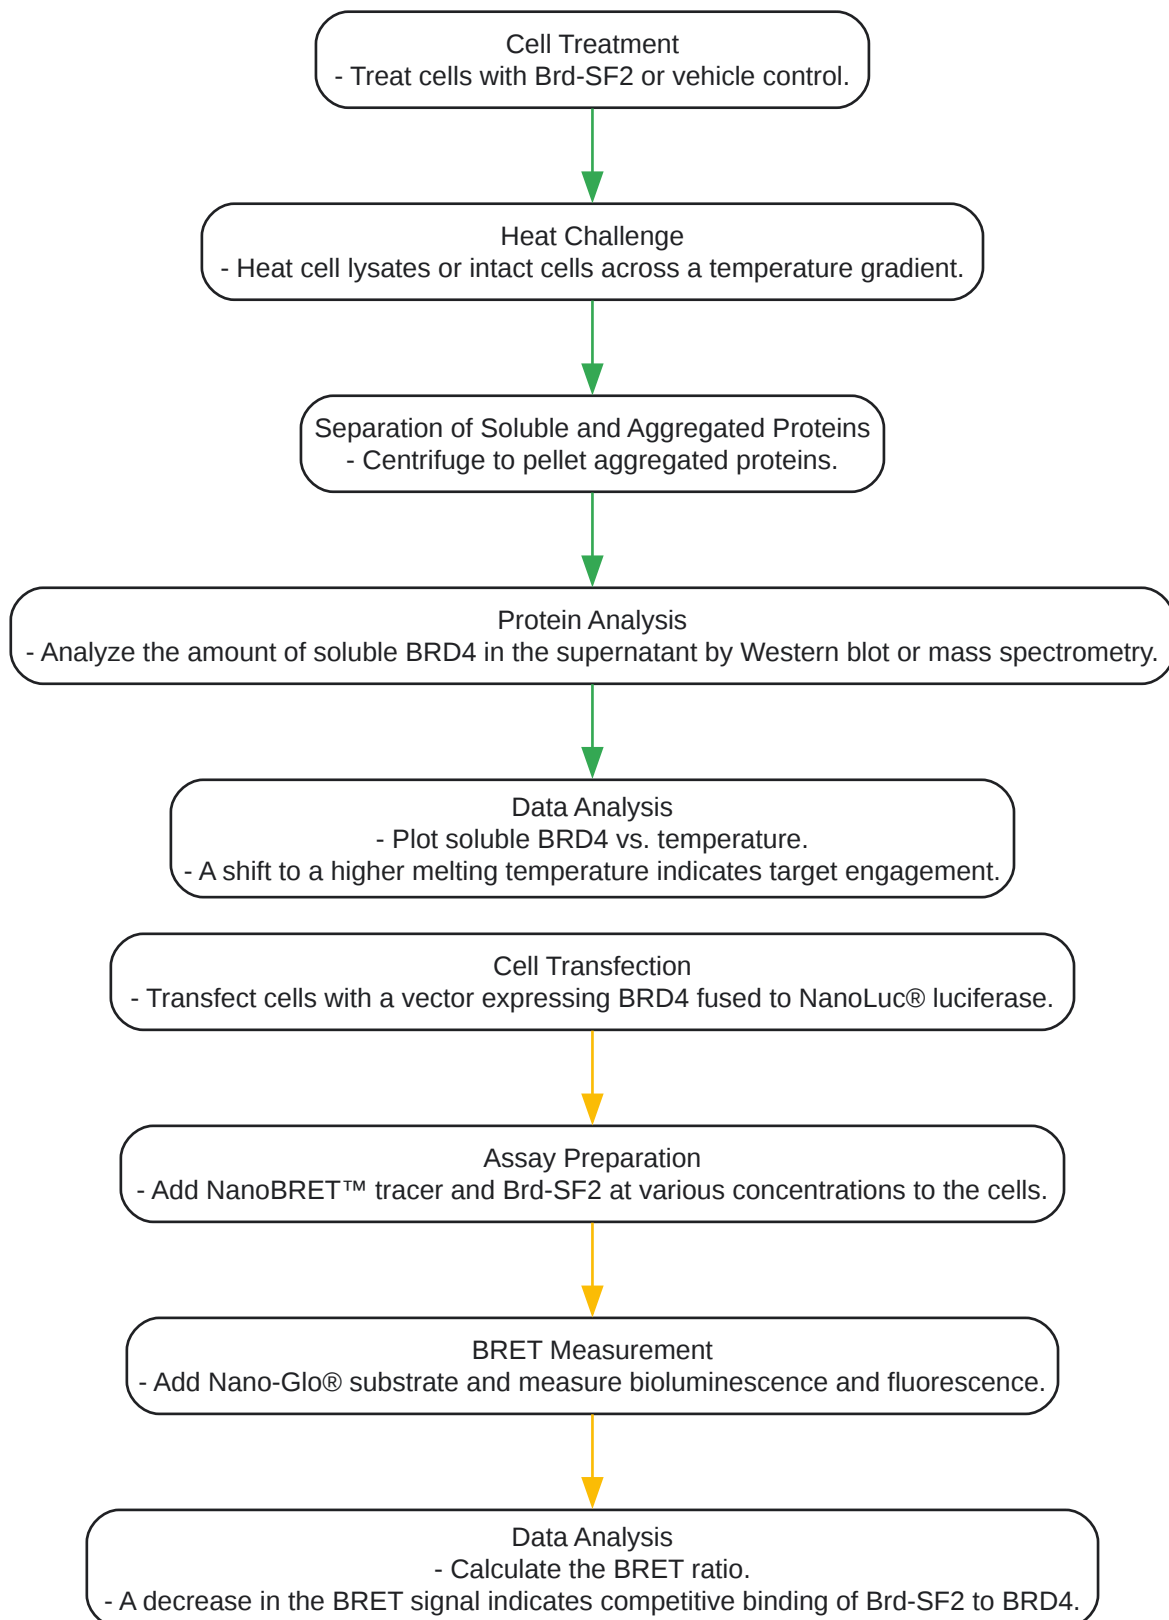 Cell Treatment
- Treat cells with Brd-SF2 or vehicle control.
Heat Challenge
- Heat cell lysates or intact cells across a temperature gradient.
Separation of Soluble and Aggregated Proteins
- Centrifuge to pellet aggregated proteins.
Protein Analysis
- Analyze the amount of soluble BRD4 in the supernatant by Western blot or mass spectrometry.
Data Analysis
- Plot soluble BRD4 vs. temperature.
- A shift to a higher melting temperature indicates target engagement.
Cell Transfection
- Transfect cells with a vector expressing BRD4 fused to NanoLuc® luciferase.
Assay Preparation
- Add NanoBRET™ tracer and Brd-SF2 at various concentrations to the cells.
BRET Measurement
- Add Nano-Glo® substrate and measure bioluminescence and fluorescence.
Data Analysis
- Calculate the BRET ratio.
- A decrease in the BRET signal indicates competitive binding of Brd-SF2 to BRD4.